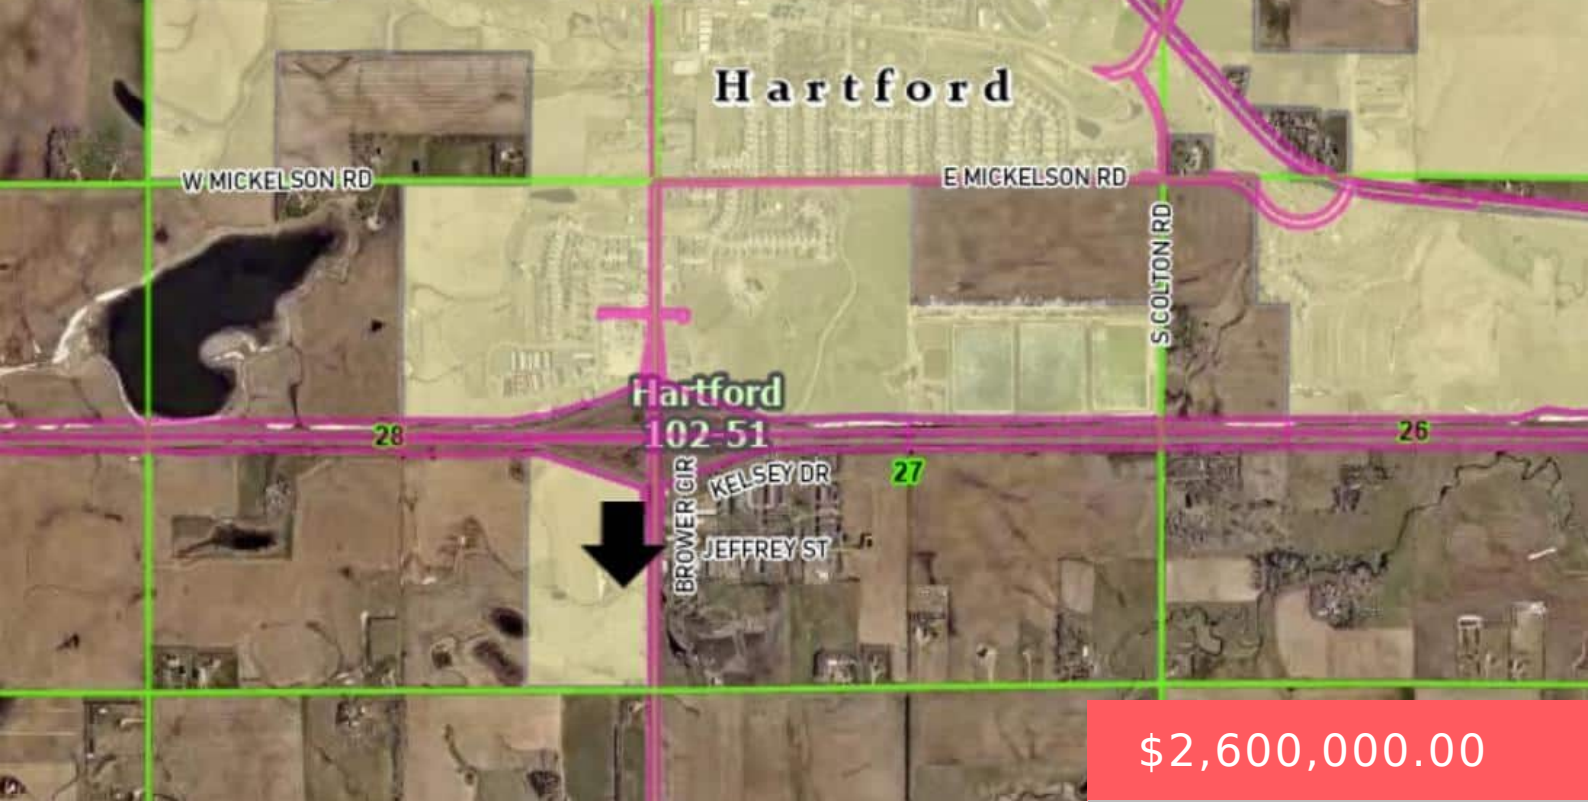 Hartford
W MICKELSON RD
E MICKELSON RD
S COLTON RD
Hartford
102-51
28
26
27
KELSEY DR
BROWER CIR
JEFFREY ST
$2,600,000.00